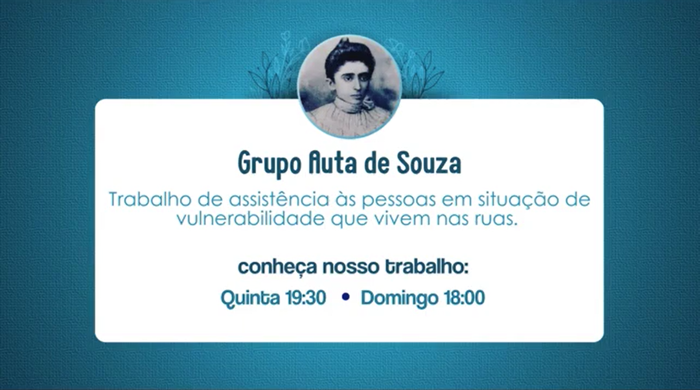 Grupo Auta de Souza
Trabalho de assistência às pessoas em situação de
vulnerabilidade que vivem nas ruas.
conheça nosso trabalho:
Quinta 19:30 • Domingo 18:00